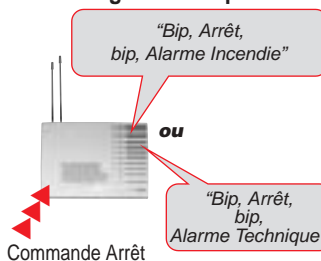 “Bip, Arrêt,
bip, Alarme Incendie”
ou
“Bip, Arrêt,
bip,
Alarme Technique
Commande Arrêt